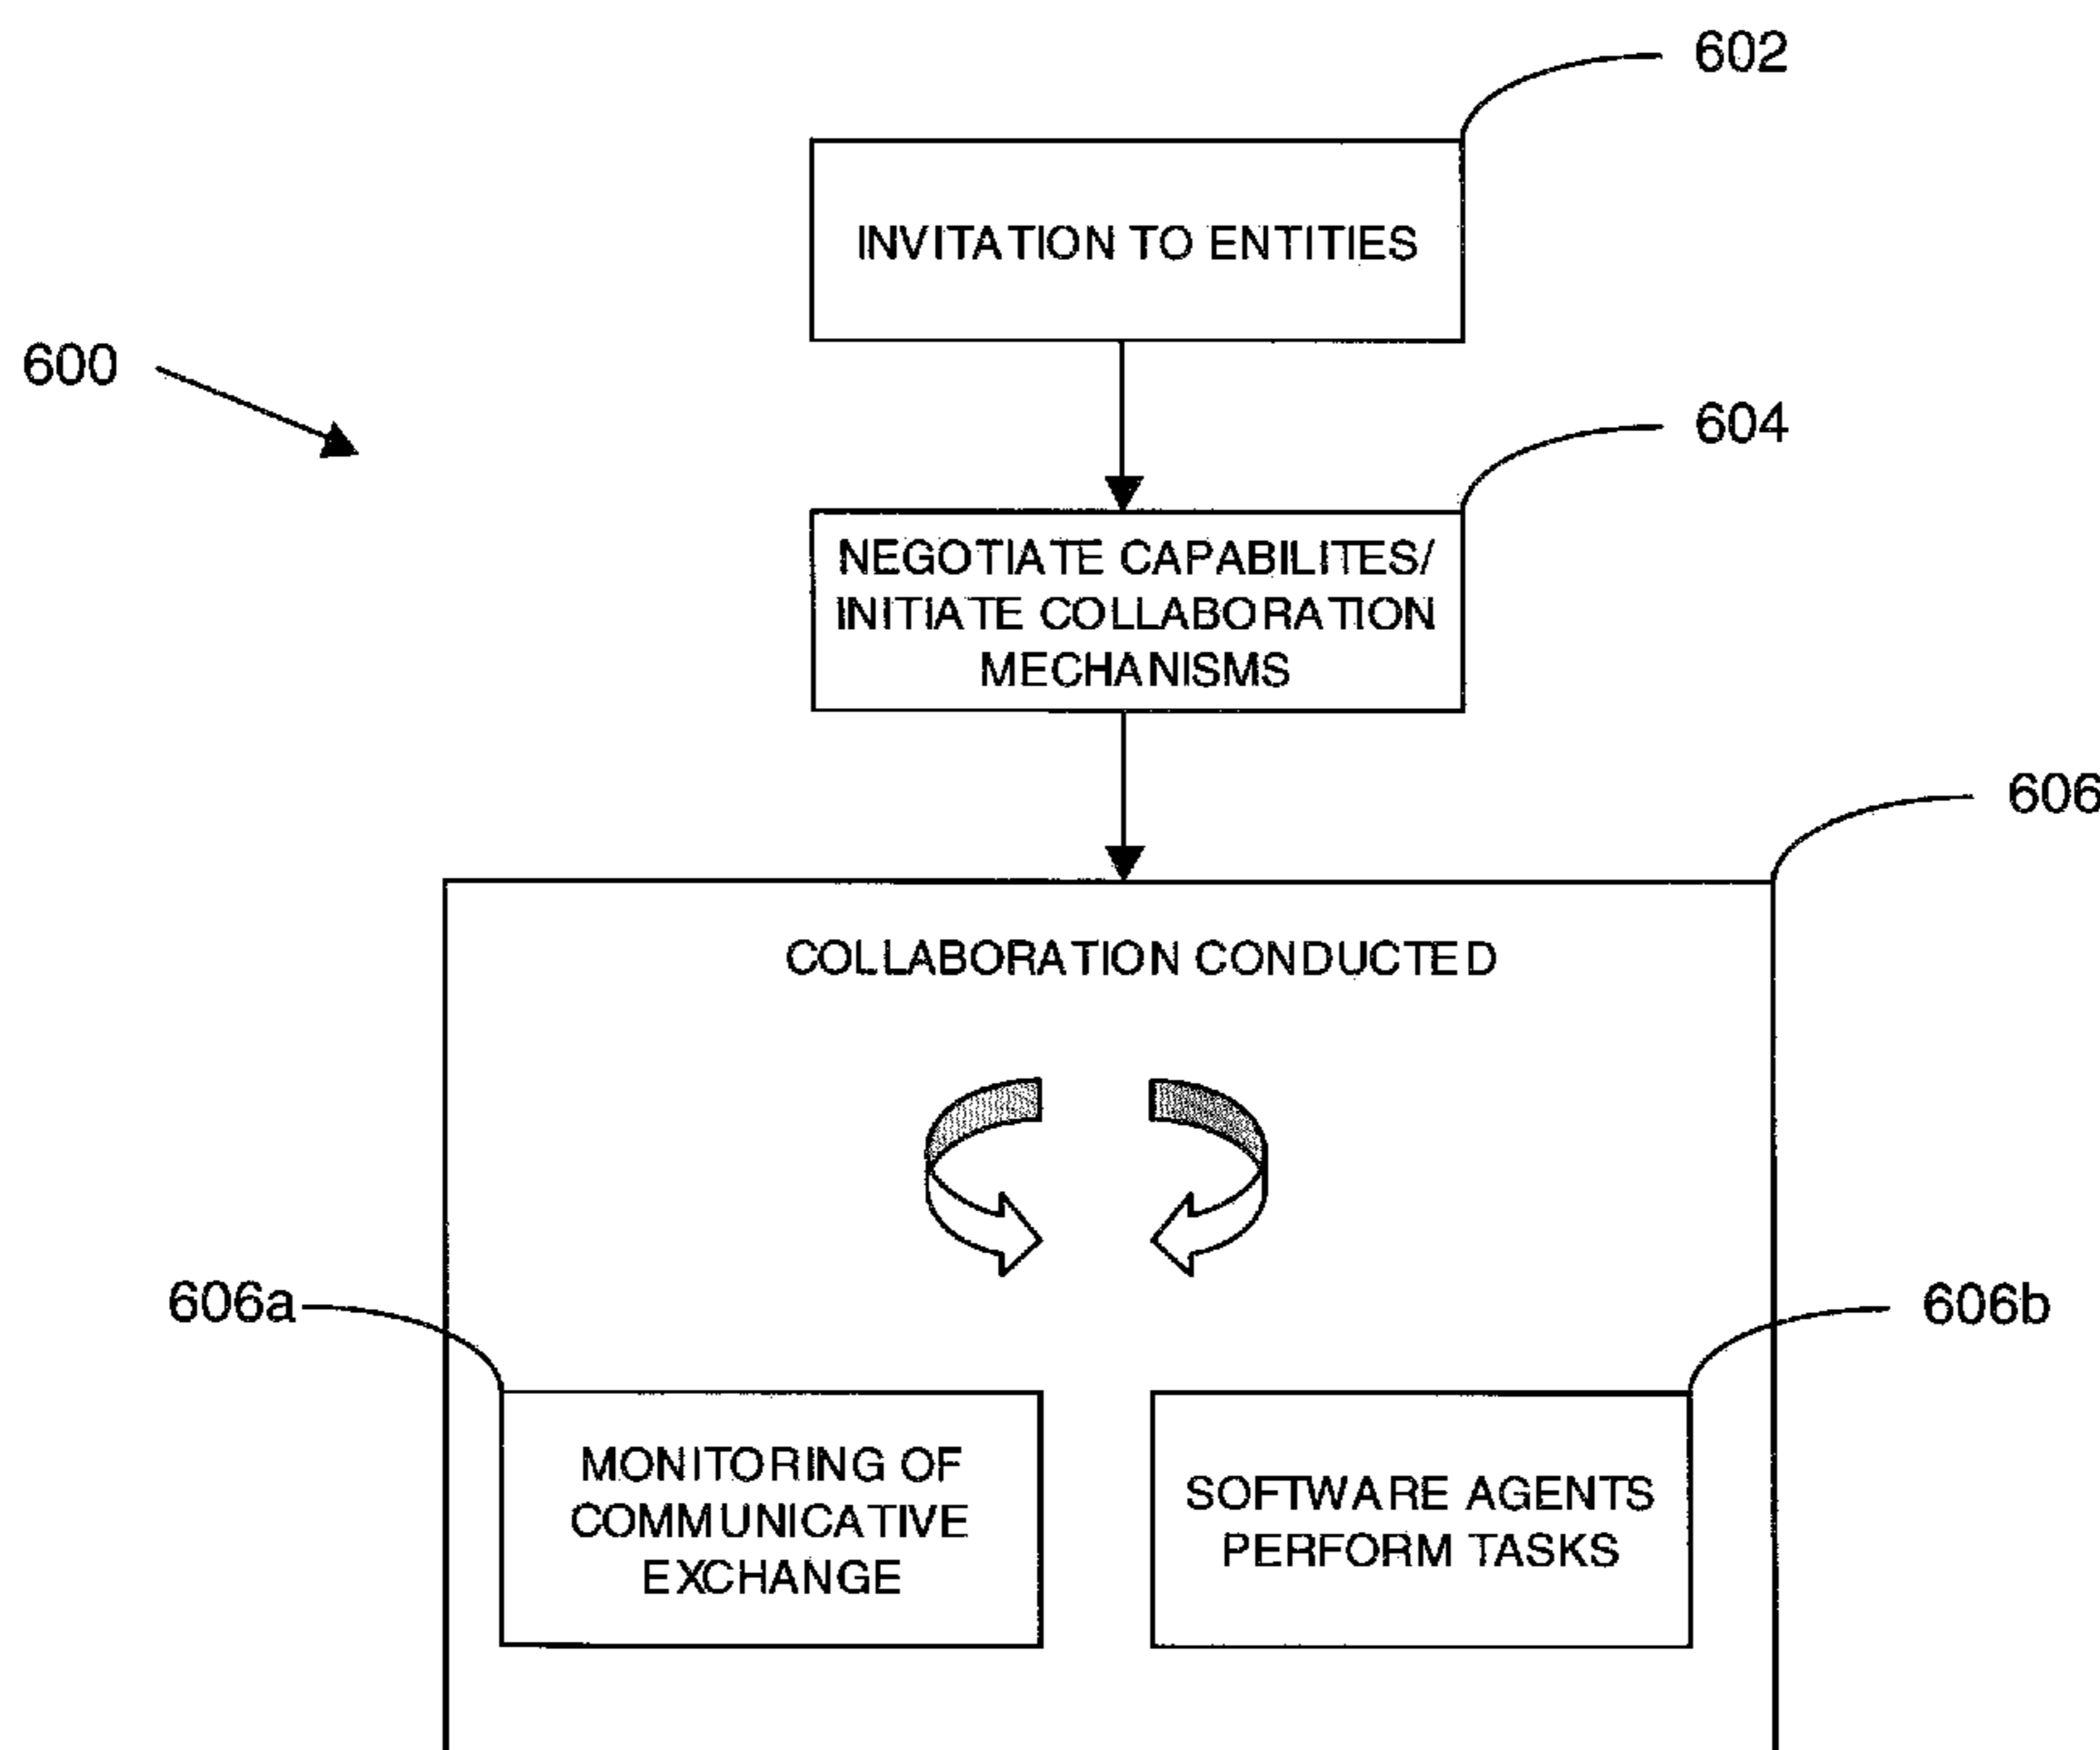 602
INVITATION TO ENTITIES
600
604
NEGOTIATE CAPABILITES/
INITIATE COLLABORATION
MECHANISMS
606
COLLABORATION CONDUCTED
606a
606b
MONITORING OF
COMMUNICATIVE
EXCHANGE
SOFTWARE AGENTS
PERFORM TASKS